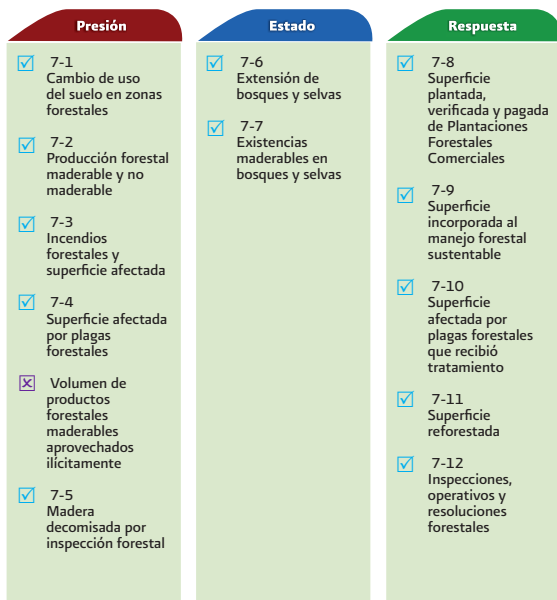 Presión
7-1
Cambio de uso
del suelo en zonas
forestales
7-2
Producción forestal
maderable y no
maderable
7-3
Incendios
forestales y
superficie afectada
7-4
Superficie afectada
por plagas
forestales
Volumen de
productos
forestales
maderables
aprovechados
ilícitamente
7-5
Madera
decomisada por
inspección forestal
Estado
7-6
Extensión de
bosques y selvas
7-7
Existencias
maderables en
bosques y selvas
Respuesta
7-8
Superficie
plantada,
verificada y pagada
de Plantaciones
Forestales
Comerciales
7-9
Superficie
incorporada al
manejo forestal
sustentable
7-10
Superficie
afectada por
plagas forestales
que recibió
tratamiento
7-11
Superficie
reforestada
7-12
Inspecciones,
operativos y
resoluciones
forestales